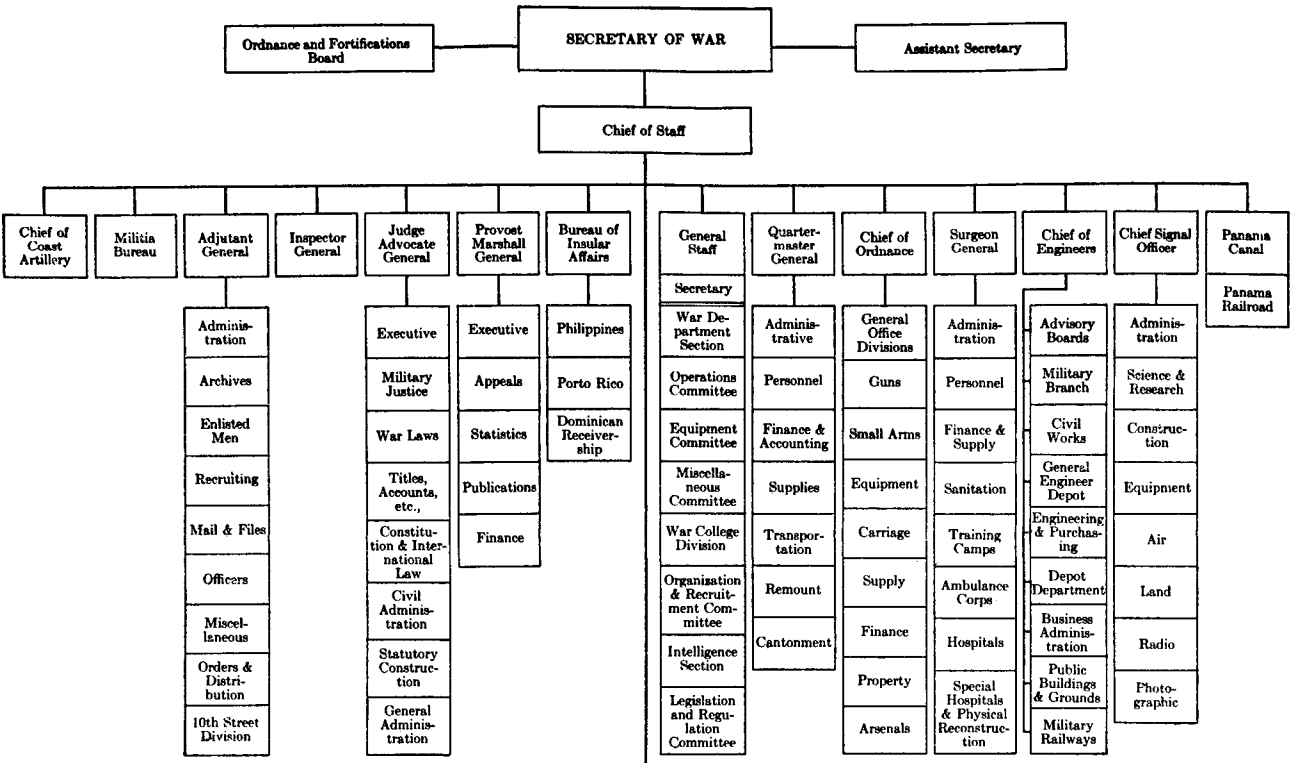 Ordnance and Fortifications
Board
SECRETARY OF WAR
Assistant Secretary
Chief of Staff
Chief of
Coast
Artillery
Militia
Bureau
Adjutant
General
Inspector
General
Judge
Advocate
General
Provost
Marshall
General
Bureau of
Insular
Affairs
General
Staff
Quarter-
master
General
Chief of
Ordnance
Surgeon
General
Chief of
Engineers
Chief Signal
Officer
Panama
Canal
Panama
Railroad
Adminis-
tration
Archives
Enlisted
Men
Recruiting
Mail & Files
Officers
Miscel-
laneous
Orders &
Distri-
bution
10th Street
Division
Executive
Military
Justice
War Laws
Titles,
Accounts,
etc.,
Constitu-
tion & Inter-
national
Law
Civil
Adminis-
tration
Statutory
Construc-
tion
General
Adminis-
tration
Executive
Appeals
Statistics
Publications
Finance
Philippines
Porto Rico
Dominican
Receiver-
ship
Secretary
War De-
partment
Section
Operations
Committee
Equipment
Committee
Miscella-
neous
Committee
War College
Division
Organization
& Recruit-
ment Com-
mittee
Intelligence
Section
Legislation
and Regu-
lation
Committee
Adminis-
trative
Personnel
Finance &
Accounting
Supplies
Transpor-
tation
Remount
Cantonment
General
Office
Divisions
Guns
Small Arms
Equipment
Carriage
Supply
Finance
Property
Arsenals
Adminis-
tration
Personnel
Finance &
Supply
Sanitation
Training
Camps
Ambulance
Corps
Hospitals
Special
Hospitals
& Physical
Reconstruc-
tion
Advisory
Boards
Military
Branch
Civil
Works
General
Engineer
Depot
Engineering
& Purchas-
ing
Depot
Department
Business
Adminis-
tration
Public
Buildings
& Grounds
Military
Railways
Adminis-
tration
Science &
Research
Construc-
tion
Equipment
Air
Land
Radio
Photo-
graphic